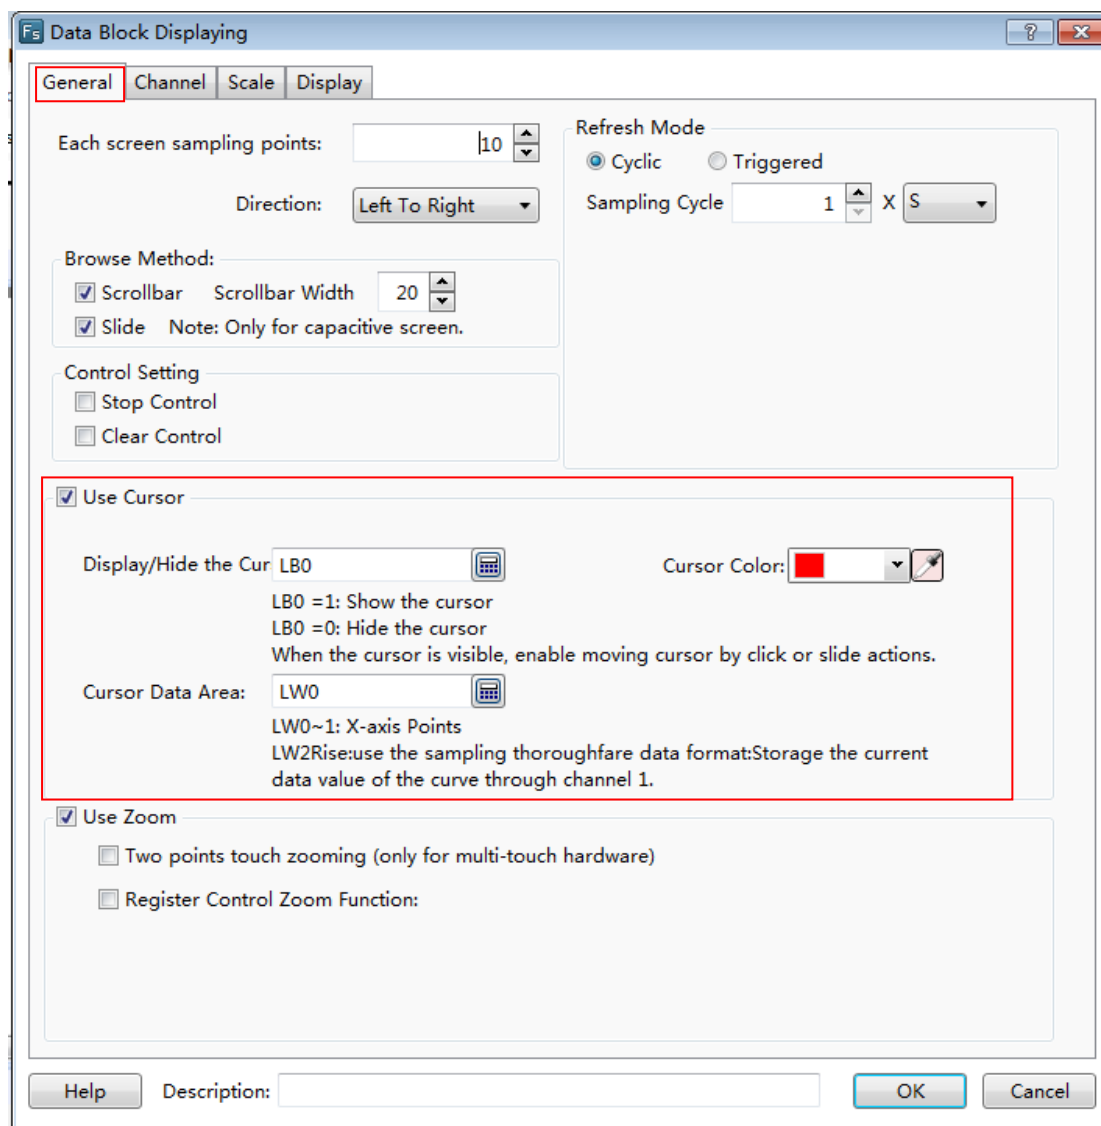 Fs Data Block Displaying
General Channel Scale Display
Each screen sampling points: 10
Direction: Left To Right
Refresh Mode
Cyclic Triggered
Sampling Cycle 1 X S
Browse Method:
Scrollbar Scrollbar Width 20
Slide Note: Only for capacitive screen.
Control Setting
Stop Control
Clear Control
Use Cursor
Display/Hide the Cur LB0 Cursor Color:
LB0 =1: Show the cursor
LB0 =0: Hide the cursor
When the cursor is visible, enable moving cursor by click or slide actions.
Cursor Data Area: LW0
LW0~1: X-axis Points
LW2Rise:use the sampling thoroughfare data format:Storage the current
data value of the curve through channel 1.
Use Zoom
Two points touch zooming (only for multi-touch hardware)
Register Control Zoom Function:
Help Description: OK Cancel